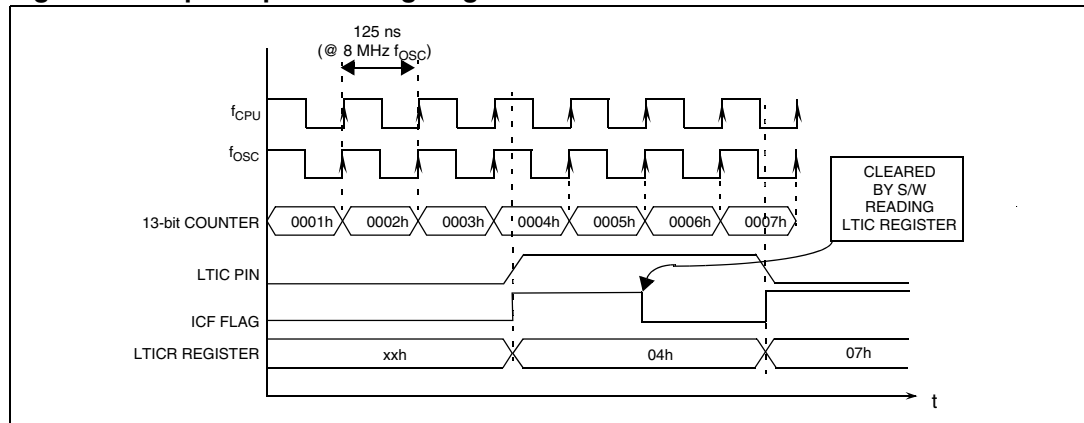 125 ns
(@ 8 MHz fOSC)
fCPU
fOSC
13-bit COUNTER
0001h
0002h
0003h
0004h
0005h
0006h
0007h
CLEARED
BY S/W
READING
LTIC REGISTER
LTIC PIN
ICF FLAG
LTICR REGISTER
xxh
04h
07h
t